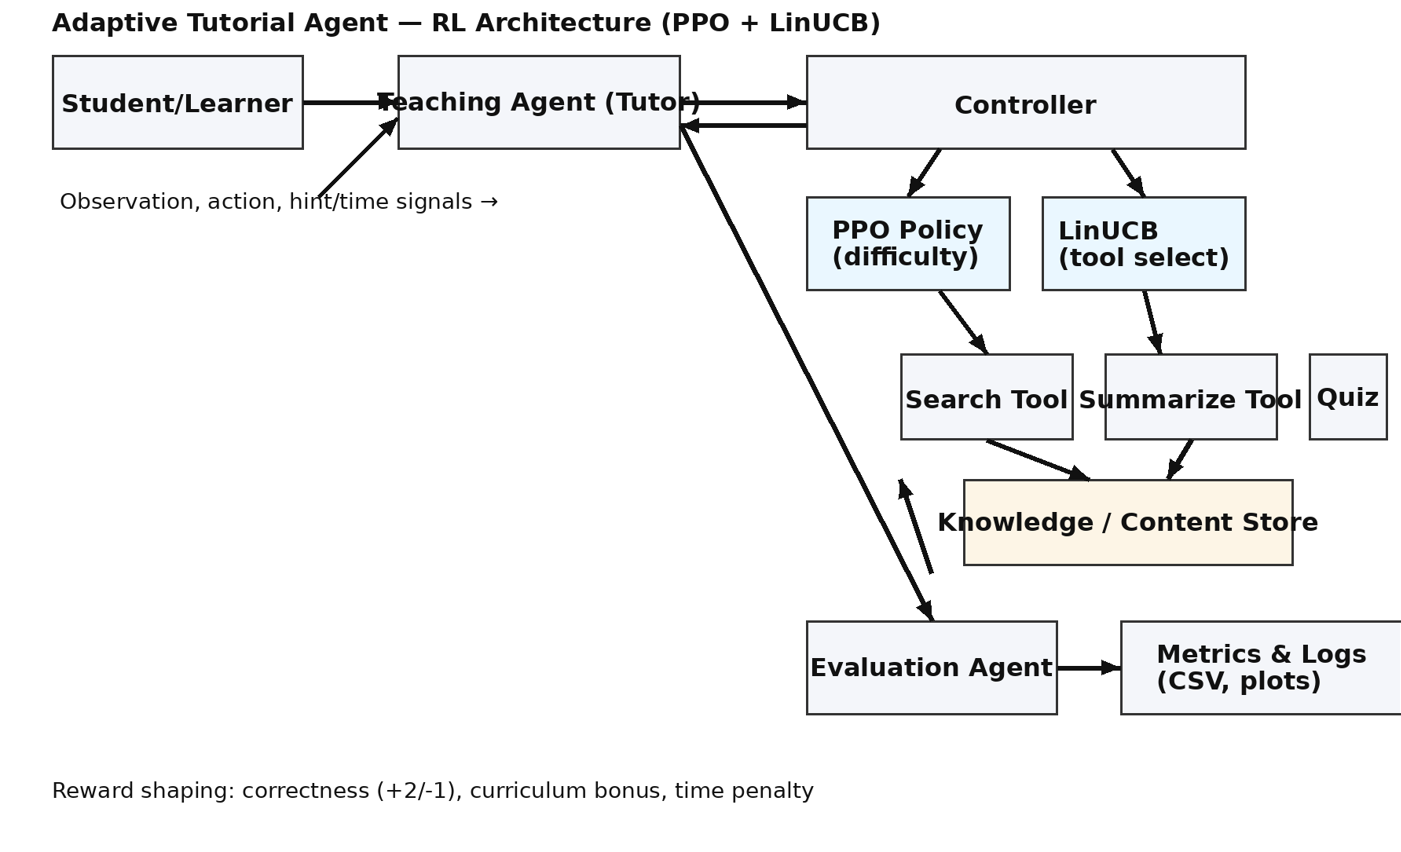 Adaptive Tutorial Agent — RL Architecture (PPO + LinUCB)
Student/Learner
Teaching Agent (Tutor)
Controller
Observation, action, hint/time signals →
PPO Policy
(difficulty)
LinUCB
(tool select)
Search Tool
Summarize Tool
Quiz
Knowledge / Content Store
Evaluation Agent
Metrics & Logs
(CSV, plots)
Reward shaping: correctness (+2/-1), curriculum bonus, time penalty